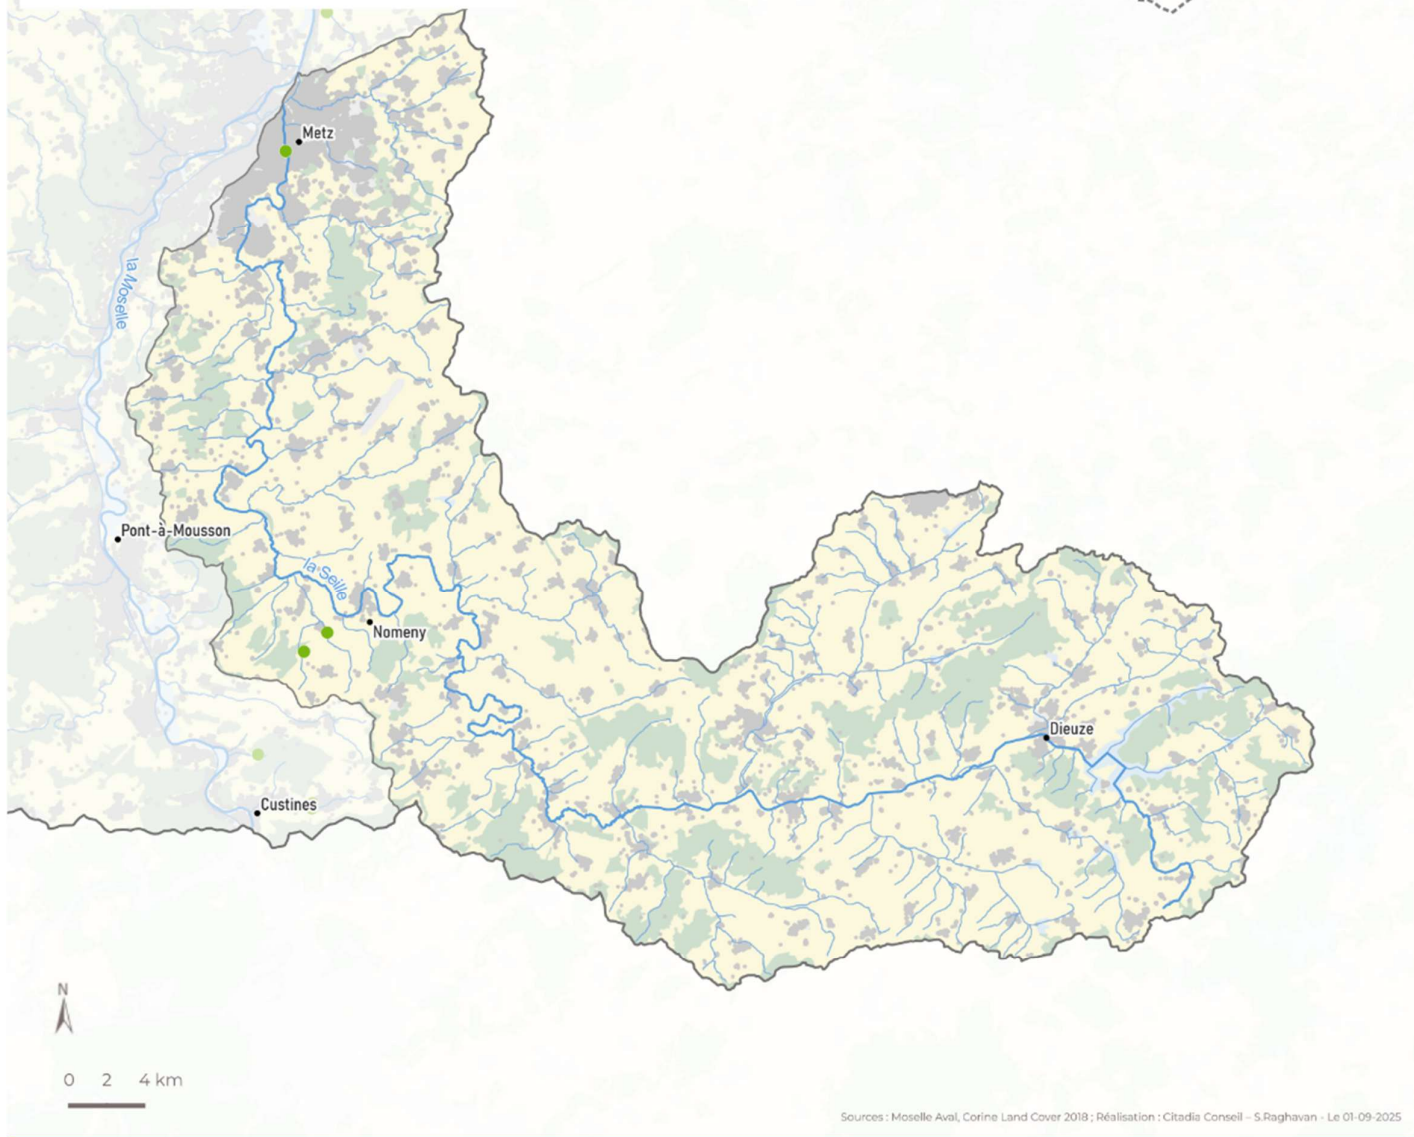 Metz
la Moselle
Pont-à-Mousson
la Seille
Nomeny
Dieuze
Custines
N
0 2 4 km
Sources : Moselle Aval, Corine Land Cover 2018 ; Réalisation : Citadia Conseil - S.Raghavan - Le 01-09-2025